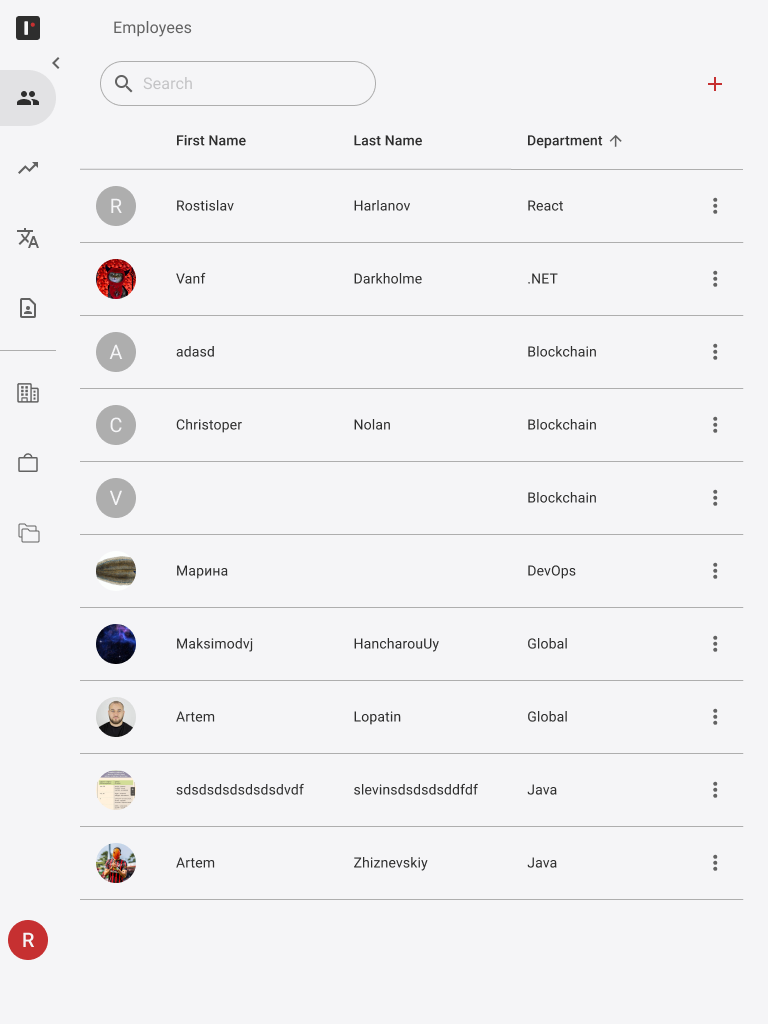 Employees
Search
First Name Last Name Department
R Rostislav Harlanov React
Vanf Darkholme .NET
A adasd Blockchain
C Christoper Nolan Blockchain
V Blockchain
Марина DevOps
Maksimodvj HancharouUy Global
Artem Lopatin Global
sdsdsdsdsdsdsdvdf slevinsdsdsdsddfdf Java
Artem Zhiznevskiy Java
R